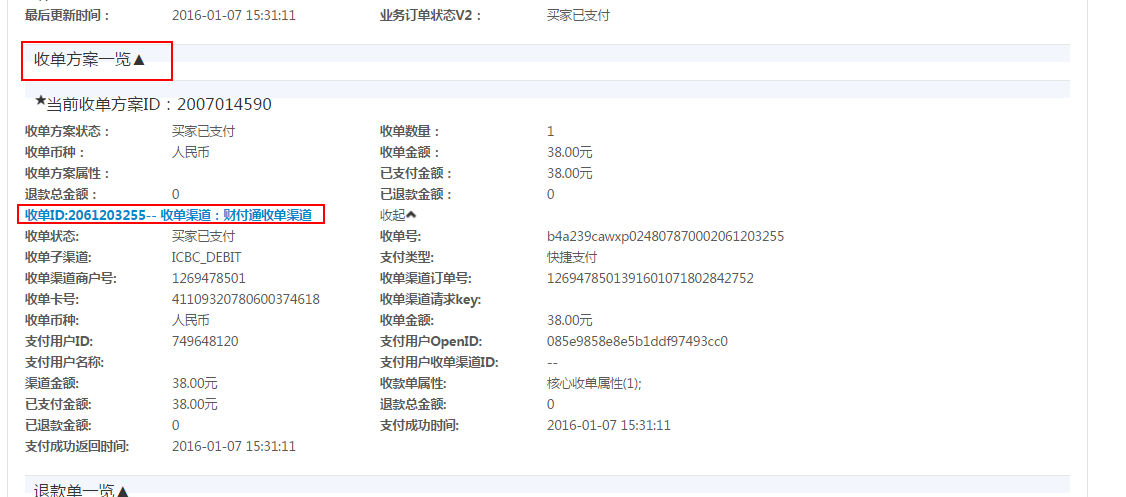 最后更新时间： 2016-01-07 15:31:11 业务订单状态V2： 买家已支付
收单方案一览▲
★当前收单方案ID：2007014590
收单方案状态： 买家已支付 收单数量： 1
收单币种： 人民币 收单金额： 38.00元
收单方案属性： 已支付金额： 38.00元
退款总金额： 0 已退款金额： 0
收单ID:2061203255-- 收单渠道：财付通收单渠道 收起
收单状态: 买家已支付 收单号: b4a239cawxp024807870002061203255
收单子渠道: ICBC_DEBIT 支付类型: 快捷支付
收单渠道商户号: 1269478501 收单渠道订单号: 1269478501391601071802842752
收单卡号: 41109320780600374618 收单渠道请求key:
收单币种: 人民币 收单金额: 38.00元
支付用户ID: 749648120 支付用户OpenID: 085e9858e8e5b1ddf97493cc0
支付用户名称: 支付用户收单渠道ID: --
渠道金额: 38.00元 收款单属性: 核心收单属性(1);
已支付金额: 38.00元 退款总金额: 0
已退款金额: 0 支付成功时间: 2016-01-07 15:31:11
支付成功返回时间: 2016-01-07 15:31:11
退款单一览▲